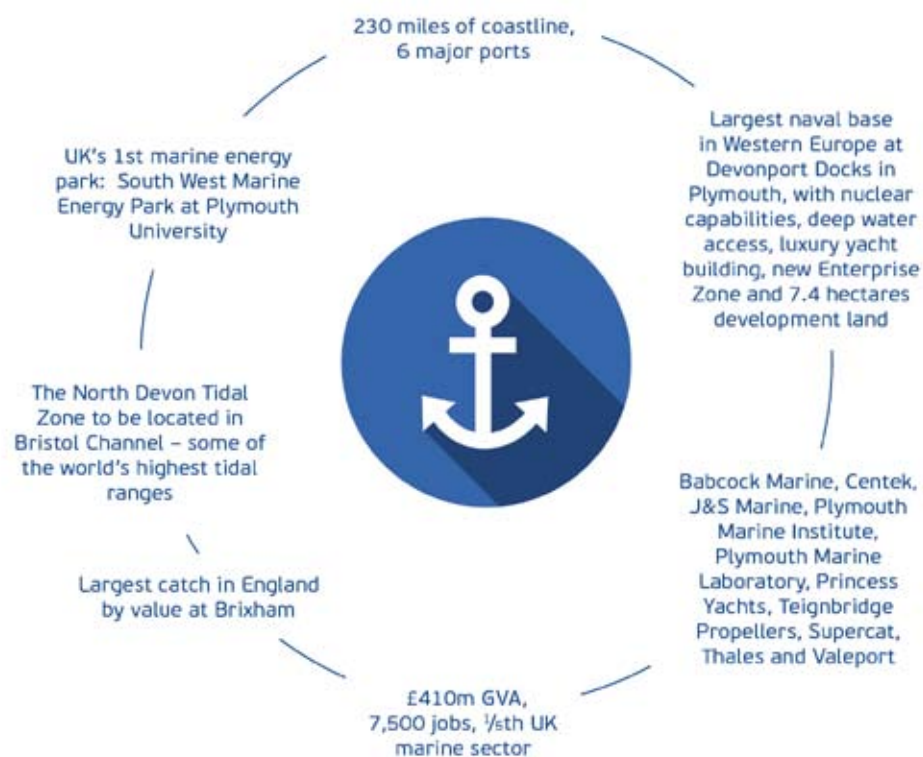 230 miles of coastline,
6 major ports
Largest naval base
in Western Europe at
Devonport Docks in
Plymouth, with nuclear
capabilities, deep water
access, luxury yacht
building, new Enterprise
Zone and 7.4 hectares
development land
Babcock Marine, Centek,
J&S Marine, Plymouth
Marine Institute,
Plymouth Marine
Laboratory, Princess
Yachts, Teignbridge
Propellers, Supercat,
Thales and Valeport
£410m GVA,
7,500 jobs, ⅕th UK
marine sector
Largest catch in England
by value at Brixham
The North Devon Tidal
Zone to be located in
Bristol Channel – some of
the world's highest tidal
ranges
UK's 1st marine energy
park: South West Marine
Energy Park at Plymouth
University